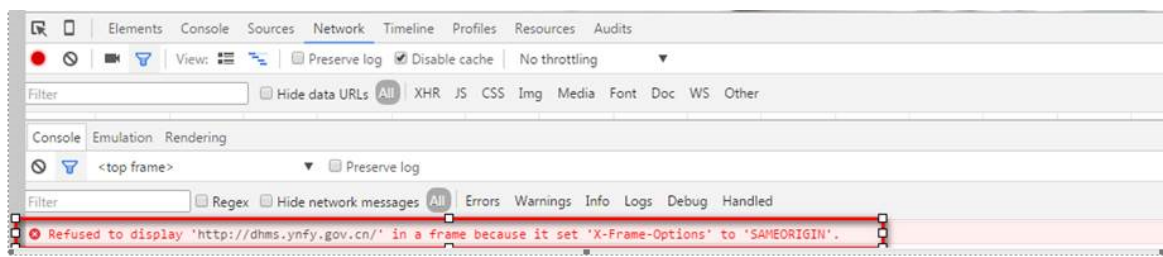 Elements Console Sources Network Timeline Profiles Resources Audits
View: Preserve log Disable cache No throttling
Filter Hide data URLs All XHR JS CSS Img Media Font Doc WS Other
Console Emulation Rendering
<top frame> Preserve log
Filter Regex Hide network messages All Errors Warnings Info Logs Debug Handled
Refused to display 'http://dhms.ynfy.gov.cn/' in a frame because it set 'X-Frame-Options' to 'SAMEORIGIN'.